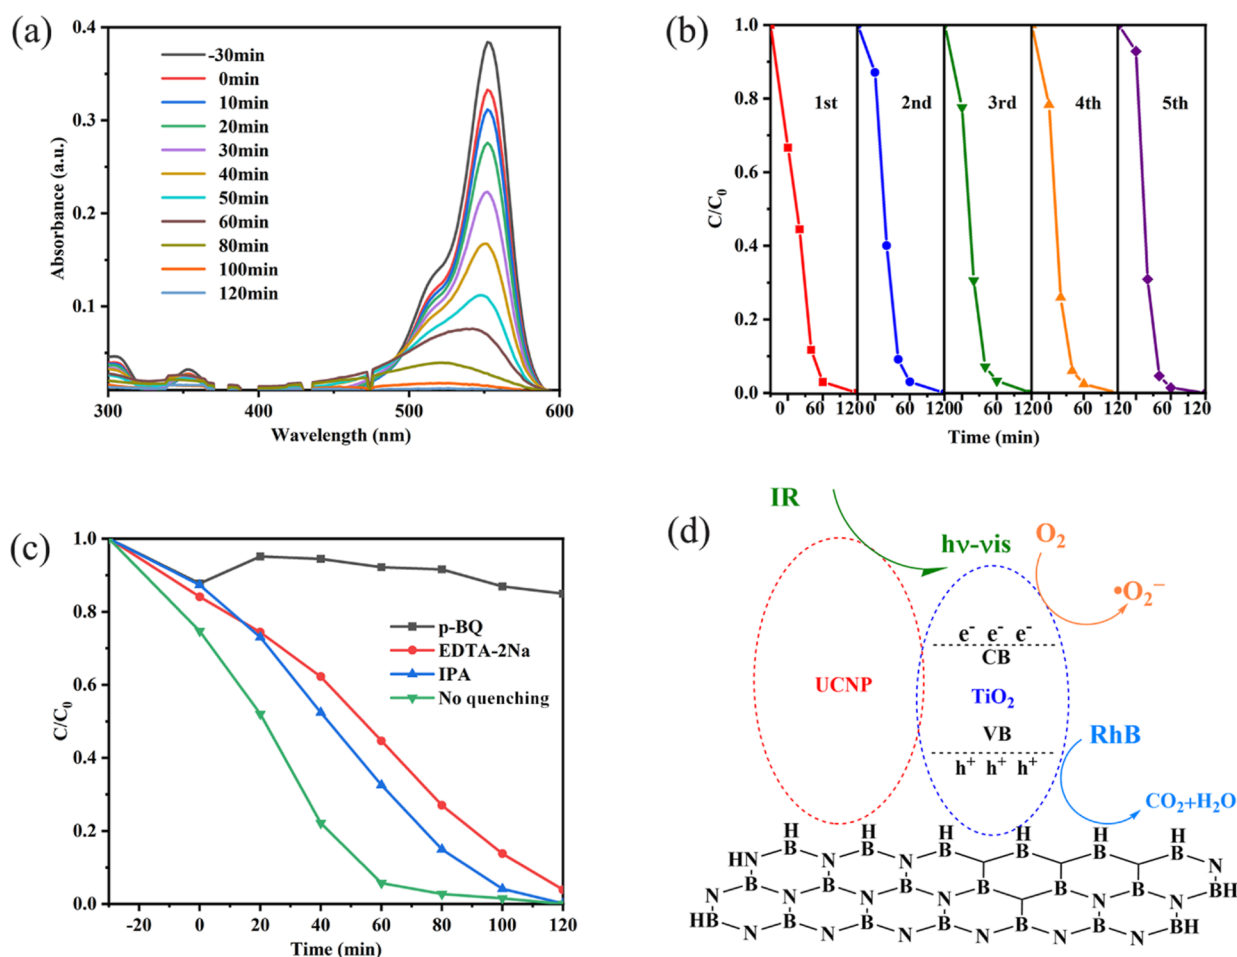 (a)
0.4
0.3
0.2
0.1
Absorbance (a.u.)
-30min
0min
10min
20min
30min
40min
50min
60min
80min
100min
120min
300
400
500
600
Wavelength (nm)
(b)
1.0
0.8
0.6
0.4
0.2
0.0
C/C0
1st
2nd
3rd
4th
5th
0 60 120 0 60 120 0 60 120 0 60 120 0 60 120
Time (min)
(c)
1.0
0.8
0.6
0.4
0.2
0.0
C/C0
p-BQ
EDTA-2Na
IPA
No quenching
-20 0 20 40 60 80 100 120
Time (min)
(d)
IR
hν-vis
O2
•O2−
e- e- e-
CB
UCNP
TiO2
VB
h+ h+ h+
RhB
CO2+H2O
H H H H H H
HN B N B N B B B B N
N B N B N B B B N B N BH
HB B B B B B BH
N N N N N N